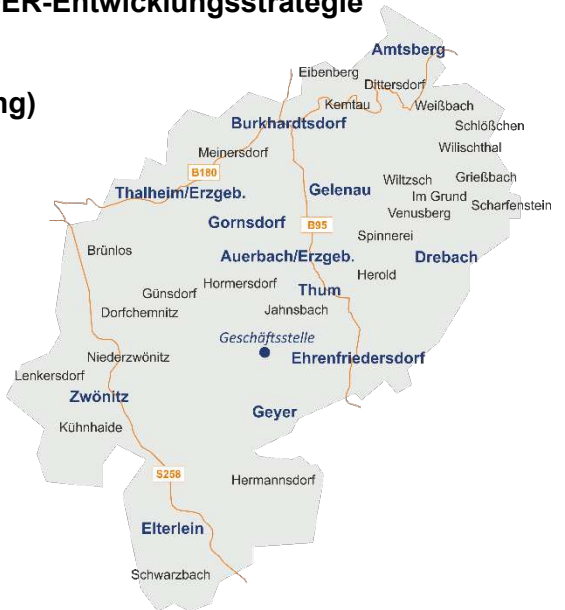 ER-Entwicklungsstrategie
Amtsberg
Eibenberg
Dittersdorf
ng)
Kemtau
Weißbach
Burkhardtsdorf
Schlößchen
Meinersdorf
Wilischthal
B180
Grießbach
Thalheim/Erzgeb.
Gelenau
Wiltzsch
Im Grund
Scharfenstein
Venusberg
Gornsdorf
B95
Spinnerei
Brünlos
Auerbach/Erzgeb.
Drebach
Herold
Hormersdorf
Günsdorf
Thum
Dorfchemnitz
Jahnsbach
Geschäftsstelle
Niederzwönitz
Ehrenfriedersdorf
Lenkersdorf
Zwönitz
Geyer
Kühnhaide
S258
Hermannsdorf
Elterlein
Schwarzbach